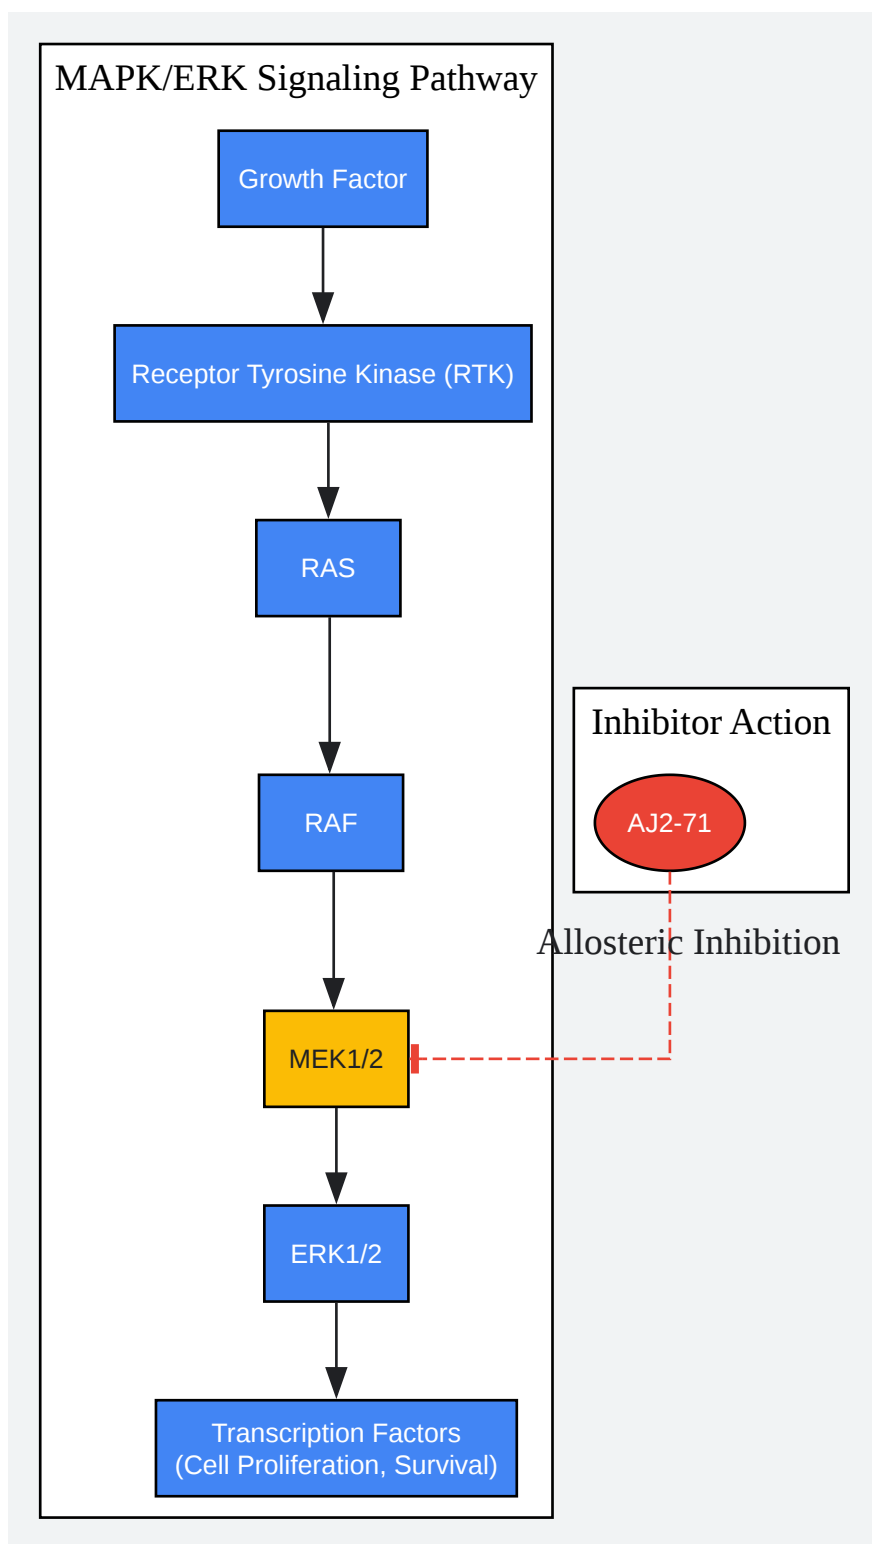 MAPK/ERK Signaling Pathway
Growth Factor
Receptor Tyrosine Kinase (RTK)
RAS
Inhibitor Action
RAF
AJ2-71
Allosteric Inhibition
MEK1/2
ERK1/2
Transcription Factors
(Cell Proliferation, Survival)